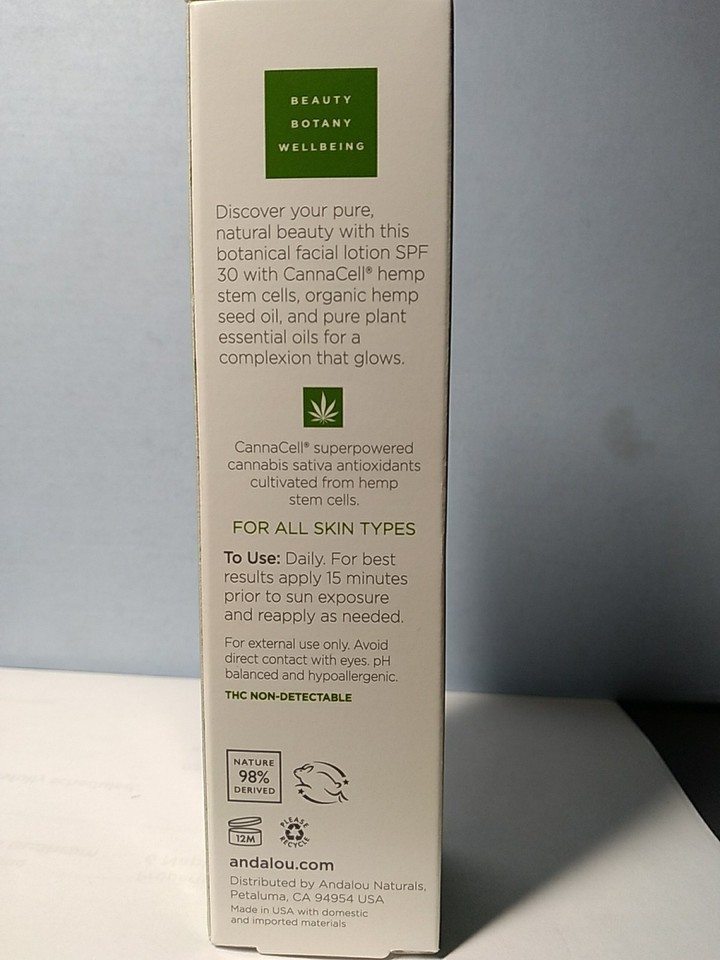 BEAUTY
BOTANY
WELLBEING
Discover your pure,
natural beauty with this
botanical facial lotion SPF
30 with CannaCell® hemp
stem cells, organic hemp
seed oil, and pure plant
essential oils for a
complexion that glows.
CannaCell® superpowered
cannabis sativa antioxidants
cultivated from hemp
stem cells.
FOR ALL SKIN TYPES
To Use: Daily. For best
results apply 15 minutes
prior to sun exposure
and reapply as needed.
For external use only. Avoid
direct contact with eyes. pH
balanced and hypoallergenic.
THC NON-DETECTABLE
NATURE
98%
DERIVED
12M
PLEASE
RECYCLE
andalou.com
Distributed by Andalou Naturals,
Petaluma, CA 94954 USA
Made in USA with domestic
and imported materials